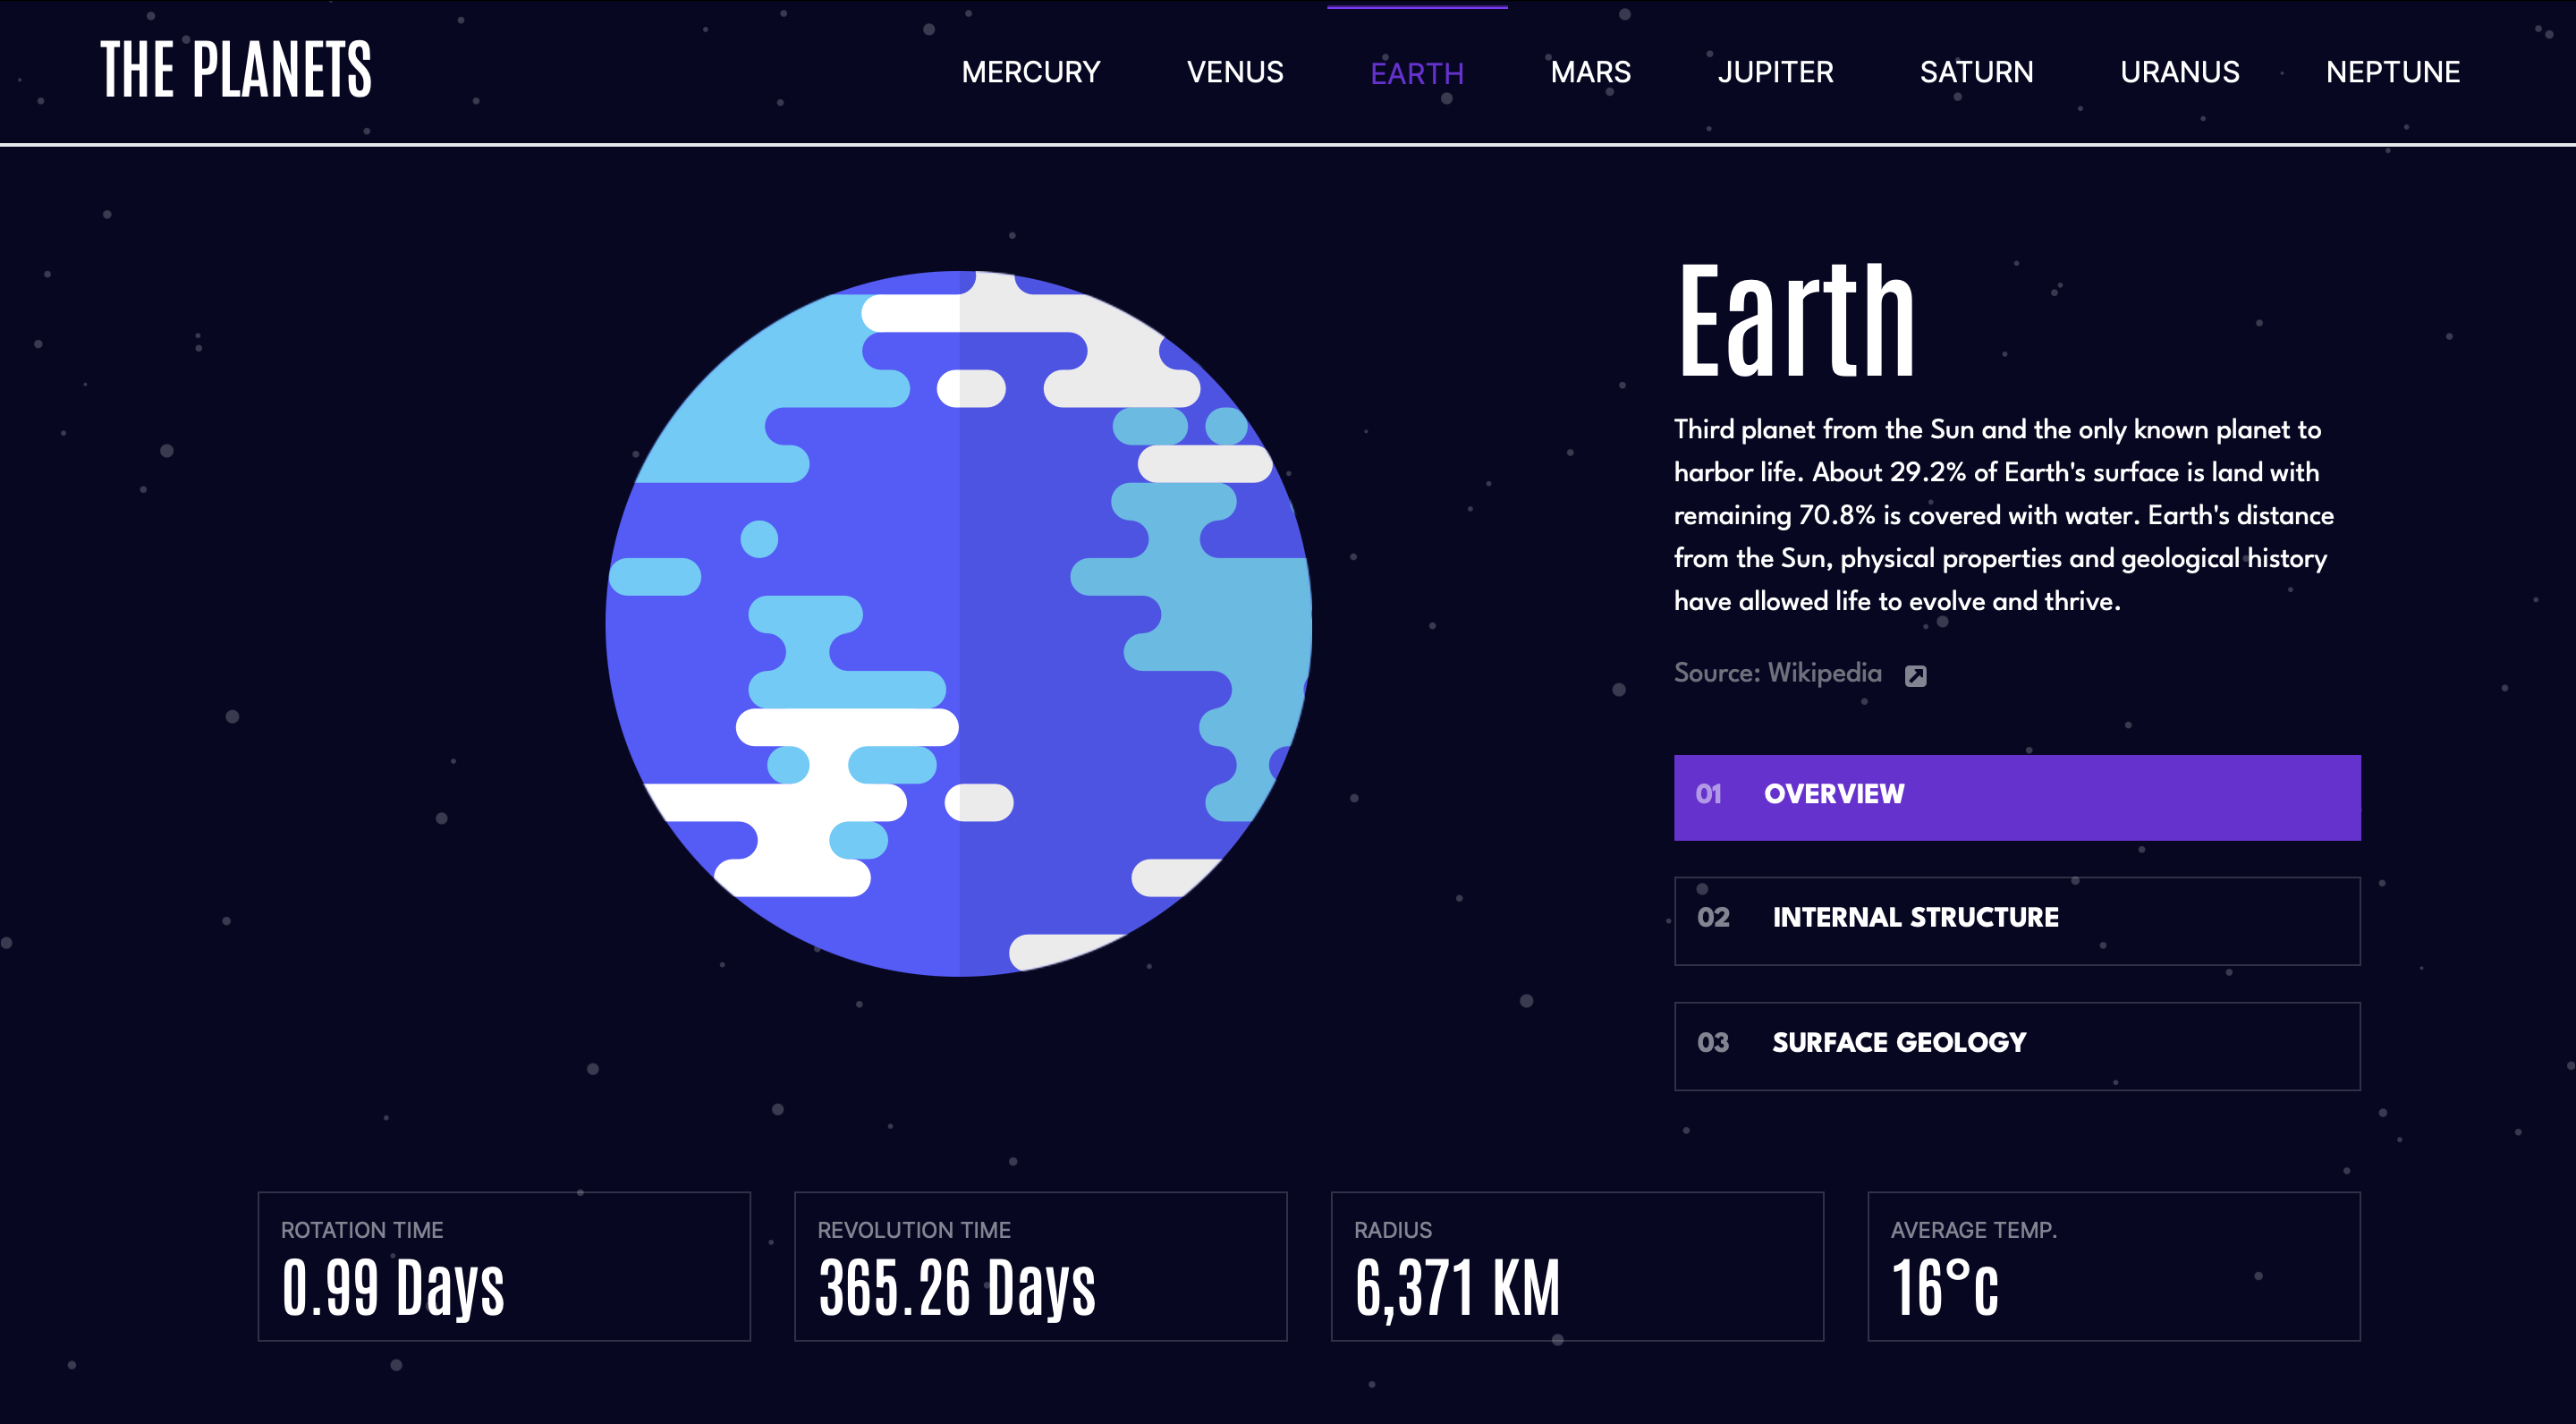 THE PLANETS
MERCURY VENUS EARTH MARS JUPITER SATURN URANUS NEPTUNE
Earth
Third planet from the Sun and the only known planet to
harbor life. About 29.2% of Earth's surface is land with
remaining 70.8% is covered with water. Earth's distance
from the Sun, physical properties and geological history
have allowed life to evolve and thrive.
Source: Wikipedia
01 OVERVIEW
02 INTERNAL STRUCTURE
03 SURFACE GEOLOGY
ROTATION TIME
0.99 Days
REVOLUTION TIME
365.26 Days
RADIUS
6,371 KM
AVERAGE TEMP.
16°c